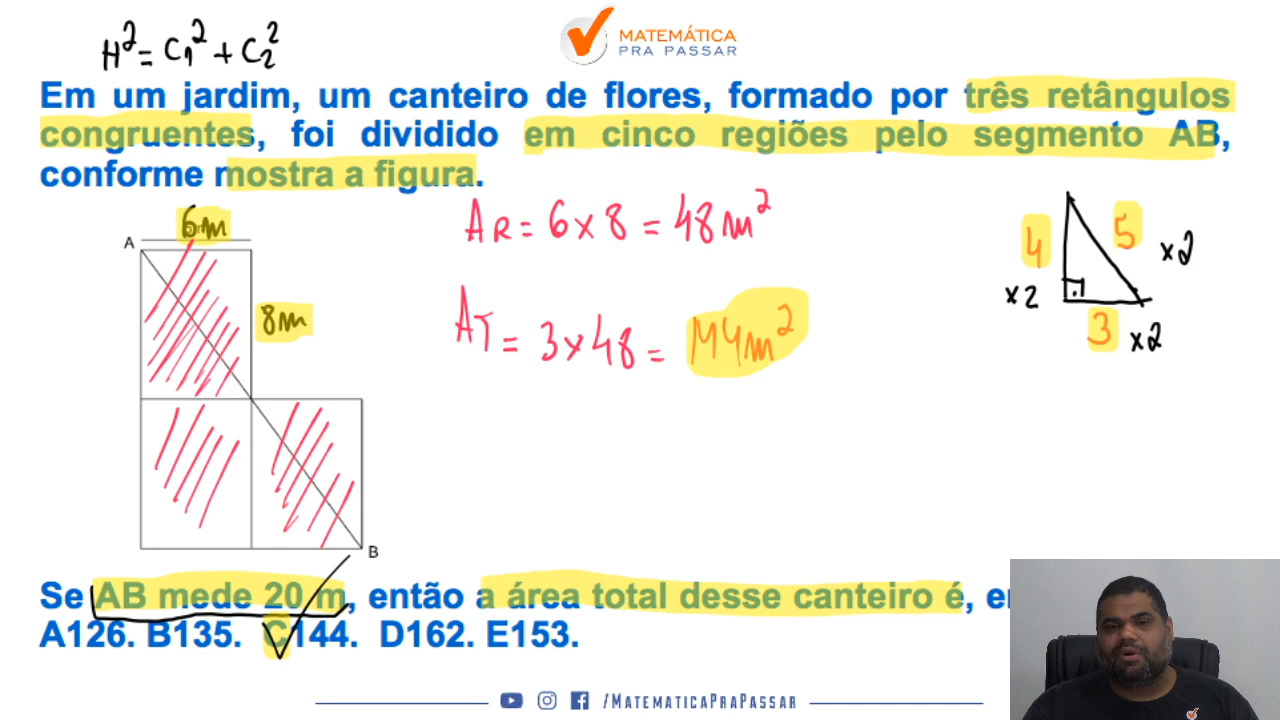 H²=C₁²+C₂²
MATEMÁTICA
PRA PASSAR
Em um jardim, um canteiro de flores, formado por três retângulos
congruentes, foi dividido em cinco regiões pelo segmento AB,
conforme mostra a figura.
6m
A
8m
B
AR = 6 x 8 = 48m²
AT = 3 x 48 = 144m²
4
5
x2
x2
3
x2
Se AB mede 20 m, então a área total desse canteiro é,
A126. B135. C144. D162. E153.
/MATEMATICAPRAPASSAR